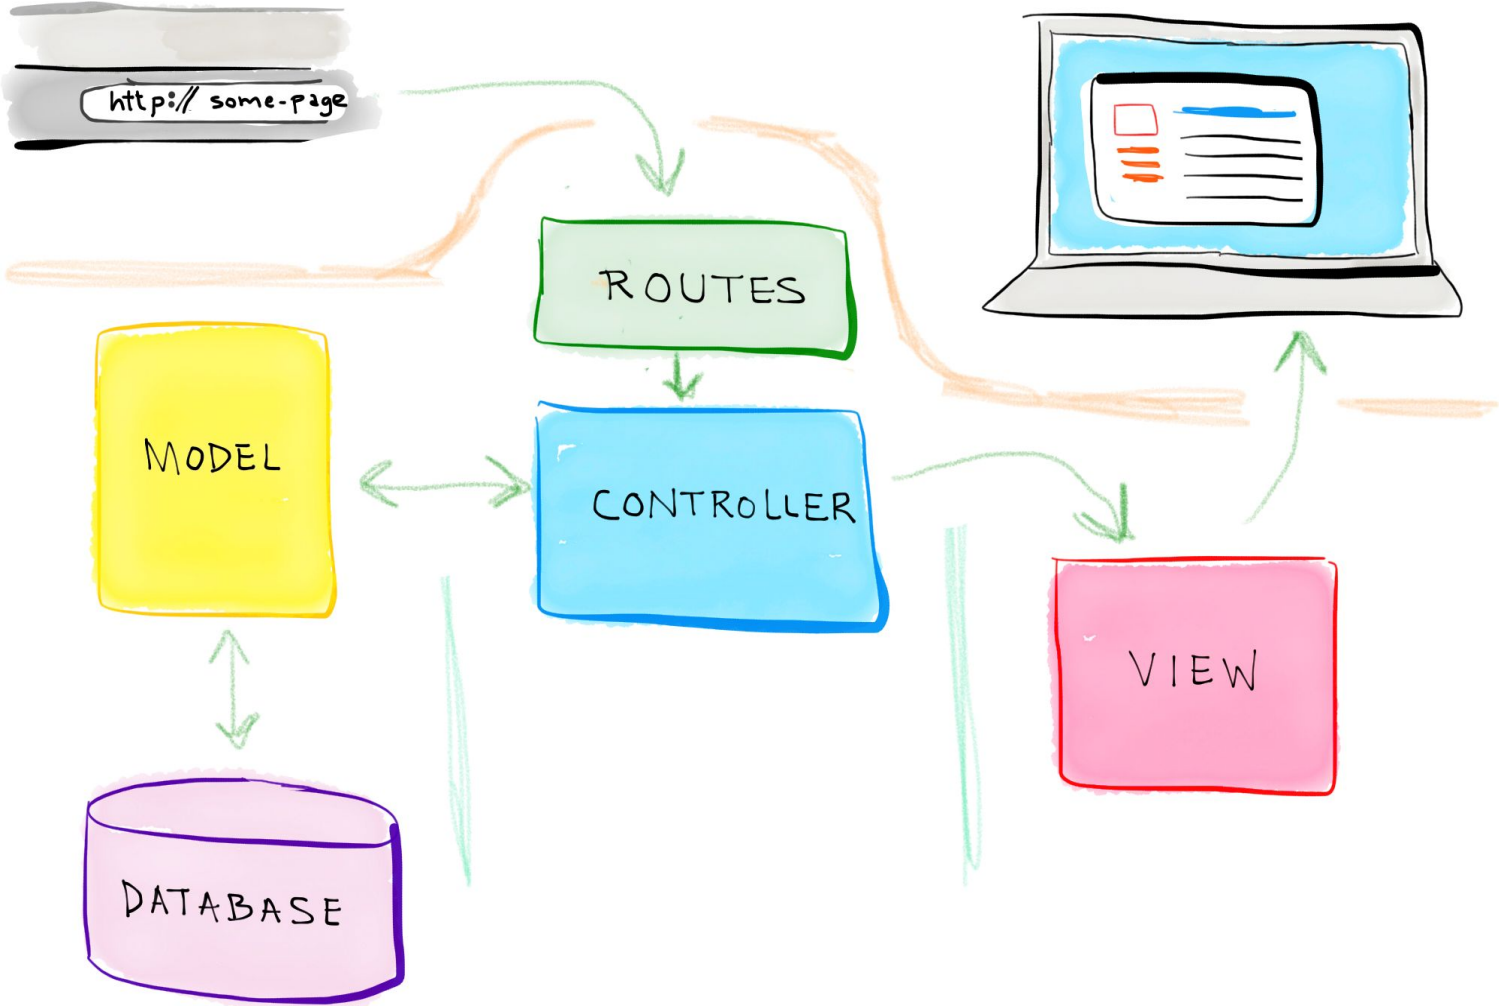 http:// some-page
ROUTES
MODEL
CONTROLLER
VIEW
DATABASE